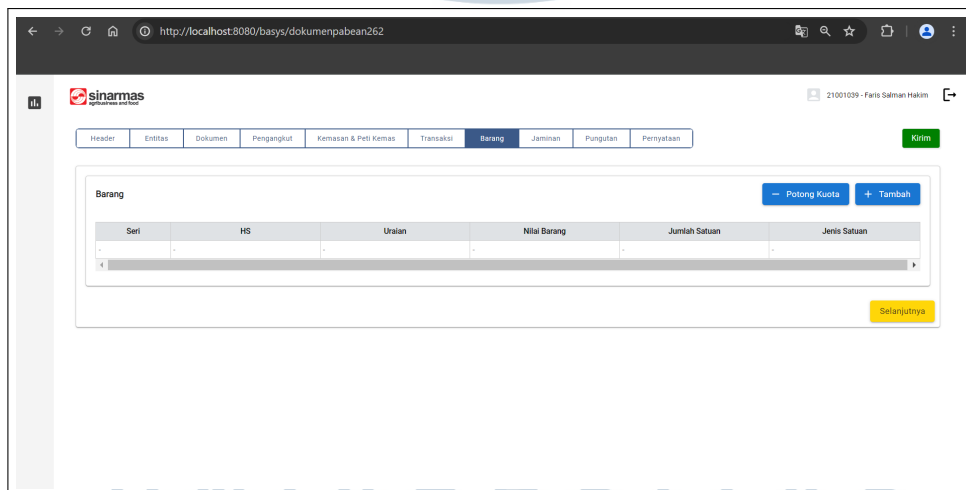 http://localhost:8080/basys/dokumenpabean262
sinarmas
agribusiness and food
21001039 - Faris Salman Hakim
Header Entitas Dokumen Pengangkut Kemasan & Peti Kemas Transaksi Barang Jaminan Pungutan Pernyataan Kirim
Barang
— Potong Kuota + Tambah
Seri HS Uraian Nilai Barang Jumlah Satuan Jenis Satuan
- - - - - -
Selanjutnya